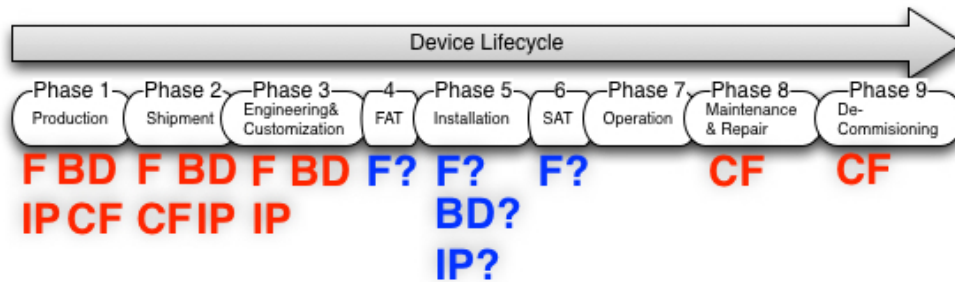 Device Lifecycle
Phase 1 Phase 2 Phase 3 4 Phase 5 6 Phase 7 Phase 8 Phase 9
Production Shipment Engineering& Customization FAT Installation SAT Operation Maintenance & Repair De-Commisioning
F BD F BD F BD F? F? F? CF CF
IP CF CF IP IP BD?
IP?